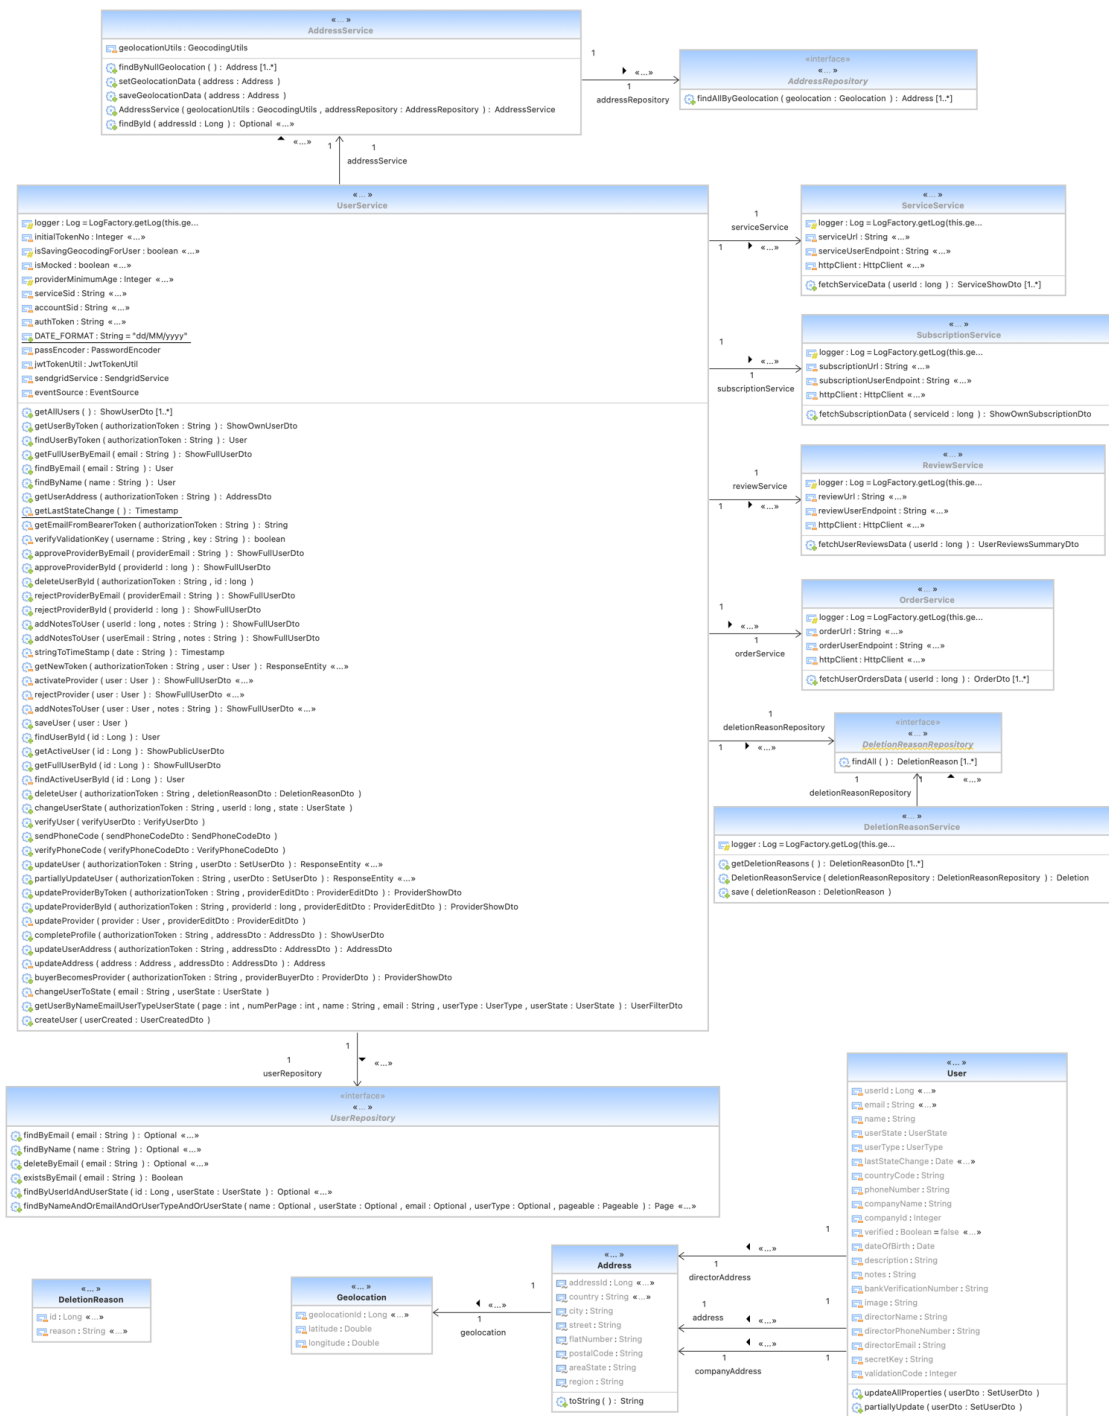 «... »
AddressService
geolocationUtils : GeocodingUtils
findByNullGeolocation ( ) : Address [1..*]
setGeolocationData ( address : Address )
saveGeolocationData ( address : Address )
AddressService ( geolocationUtils : GeocodingUtils , addressRepository : AddressRepository ) : AddressService
findById ( addressId : Long ) : Optional «...»
1
«...»
1
addressRepository
«interface»
«... »
AddressRepository
findAllByGeolocation ( geolocation : Geolocation ) : Address [1..*]
«...»
1
1
addressService
«... »
UserService
logger : Log = LogFactory.getLog(this.ge...
initialTokenNo : Integer «...»
isSavingGeocodingForUser : boolean «...»
isMocked : boolean «...»
providerMinimumAge : Integer «...»
serviceSid : String «...»
accountSid : String «...»
authToken : String «...»
DATE_FORMAT : String = "dd/MM/yyyy"
passEncoder : PasswordEncoder
jwtTokenUtil : JwtTokenUtil
sendgridService : SendgridService
eventSource : EventSource
getAllUsers ( ) : ShowUserDto [1..*]
getUserByToken ( authorizationToken : String ) : ShowOwnUserDto
findUserByToken ( authorizationToken : String ) : User
getFullUserByEmail ( email : String ) : ShowFullUserDto
findByEmail ( email : String ) : User
findByName ( name : String ) : User
getUserAddress ( authorizationToken : String ) : AddressDto
getLastStateChange ( ) : Timestamp
getEmailFromBearerToken ( authorizationToken : String ) : String
verifyValidationKey ( username : String , key : String ) : boolean
approveProviderByEmail ( providerEmail : String ) : ShowFullUserDto
approveProviderById ( providerId : long ) : ShowFullUserDto
deleteUserById ( authorizationToken : String , id : long )
rejectProviderByEmail ( providerEmail : String ) : ShowFullUserDto
rejectProviderById ( providerId : long ) : ShowFullUserDto
addNotesToUser ( userId : long , notes : String ) : ShowFullUserDto
addNotesToUser ( userEmail : String , notes : String ) : ShowFullUserDto
stringToTimeStamp ( date : String ) : Timestamp
getNewToken ( authorizationToken : String , user : User ) : ResponseEntity «...»
activateProvider ( user : User ) : ShowFullUserDto «...»
rejectProvider ( user : User ) : ShowFullUserDto «...»
addNotesToUser ( user : User , notes : String ) : ShowFullUserDto «...»
saveUser ( user : User )
findUserById ( id : Long ) : User
getActiveUser ( id : Long ) : ShowPublicUserDto
getFullUserById ( id : Long ) : ShowFullUserDto
findActiveUserById ( id : Long ) : User
deleteUser ( authorizationToken : String , deletionReasonDto : DeletionReasonDto )
changeUserState ( authorizationToken : String , userId : long , state : UserState )
verifyUser ( verifyUserDto : VerifyUserDto )
sendPhoneCode ( sendPhoneCodeDto : SendPhoneCodeDto )
verifyPhoneCode ( verifyPhoneCodeDto : VerifyPhoneCodeDto )
updateUser ( authorizationToken : String , userDto : SetUserDto ) : ResponseEntity «...»
partiallyUpdateUser ( authorizationToken : String , userDto : SetUserDto ) : ResponseEntity «...»
updateProviderByToken ( authorizationToken : String , providerEditDto : ProviderEditDto ) : ProviderShowDto
updateProviderById ( authorizationToken : String , providerId : long , providerEditDto : ProviderEditDto ) : ProviderShowDto
updateProvider ( provider : User , providerEditDto : ProviderEditDto )
completeProfile ( authorizationToken : String , addressDto : AddressDto ) : ShowUserDto
updateUserAddress ( authorizationToken : String , addressDto : AddressDto ) : AddressDto
updateAddress ( address : Address , addressDto : AddressDto ) : Address
buyerBecomesProvider ( authorizationToken : String , providerBuyerDto : ProviderDto ) : ProviderShowDto
changeUserToState ( email : String , userState : UserState )
getUserByNameEmailUserTypeUserState ( page : int , numPerPage : int , name : String , email : String , userType : UserType , userState : UserState ) : UserFilterDto
createUser ( userCreated : UserCreatedDto )
1
serviceService
1
«...»
«... »
ServiceService
logger : Log = LogFactory.getLog(this.ge...
serviceUrl : String «...»
serviceUserEndpoint : String «...»
httpClient : HttpClient «...»
fetchServiceData ( userId : long ) : ServiceShowDto [1..*]
1
«...»
1
subscriptionService
«... »
SubscriptionService
logger : Log = LogFactory.getLog(this.ge...
subscriptionUrl : String «...»
subscriptionUserEndpoint : String «...»
httpClient : HttpClient «...»
fetchSubscriptionData ( serviceId : long ) : ShowOwnSubscriptionDto
1
reviewService
1
«...»
«... »
ReviewService
logger : Log = LogFactory.getLog(this.ge...
reviewUrl : String «...»
reviewUserEndpoint : String «...»
httpClient : HttpClient «...»
fetchUserReviewsData ( userId : long ) : UserReviewsSummaryDto
1
«...»
1
orderService
«... »
OrderService
logger : Log = LogFactory.getLog(this.ge...
orderUrl : String «...»
orderUserEndpoint : String «...»
httpClient : HttpClient «...»
fetchUserOrdersData ( userId : long ) : OrderDto [1..*]
1
deletionReasonRepository
1
«...»
«interface»
«... »
DeletionReasonRepository
findAll ( ) : DeletionReason [1..*]
1
1
«...»
deletionReasonRepository
«... »
DeletionReasonService
logger : Log = LogFactory.getLog(this.ge...
getDeletionReasons ( ) : DeletionReasonDto [1..*]
DeletionReasonService ( deletionReasonRepository : DeletionReasonRepository ) : Deletion
save ( deletionReason : DeletionReason )
1
1
«...»
userRepository
«interface»
«... »
UserRepository
findByEmail ( email : String ) : Optional «...»
findByName ( name : String ) : Optional «...»
deleteByEmail ( email : String ) : Optional «...»
existsByEmail ( email : String ) : Boolean
findByUserIdAndUserState ( id : Long , userState : UserState ) : Optional «...»
findByNameAndOrEmailAndOrUserTypeAndOrUserState ( name : Optional , userState : Optional , email : Optional , userType : Optional , pageable : Pageable ) : Page «...»
«... »
User
userId : Long «...»
email : String «...»
name : String
userState : UserState
userType : UserType
lastStateChange : Date «...»
countryCode : String
phoneNumber : String
companyName : String
companyId : Integer
verified : Boolean = false «...»
dateOfBirth : Date
description : String
notes : String
bankVerificationNumber : String
image : String
directorName : String
directorPhoneNumber : String
directorEmail : String
secretKey : String
validationCode : Integer
updateAllProperties ( userDto : SetUserDto )
partiallyUpdate ( userDto : SetUserDto )
1
«...»
1
directorAddress
1
1
address
«...»
«...»
1
1
companyAddress
«... »
Address
addressId : Long «...»
country : String «...»
city : String
street : String
flatNumber : String
postalCode : String
areaState : String
region : String
toString ( ) : String
1
«...»
1
geolocation
«... »
Geolocation
geolocationId : Long «...»
latitude : Double
longitude : Double
«... »
DeletionReason
id : Long «...»
reason : String «...»